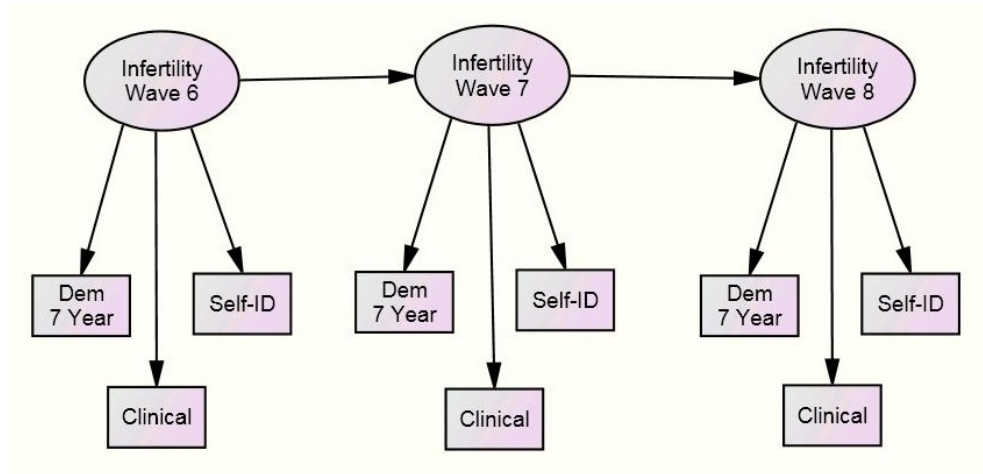 Infertility
Wave 6
Infertility
Wave 7
Infertility
Wave 8
Dem
7 Year
Self-ID
Dem
7 Year
Self-ID
Dem
7 Year
Self-ID
Clinical
Clinical
Clinical